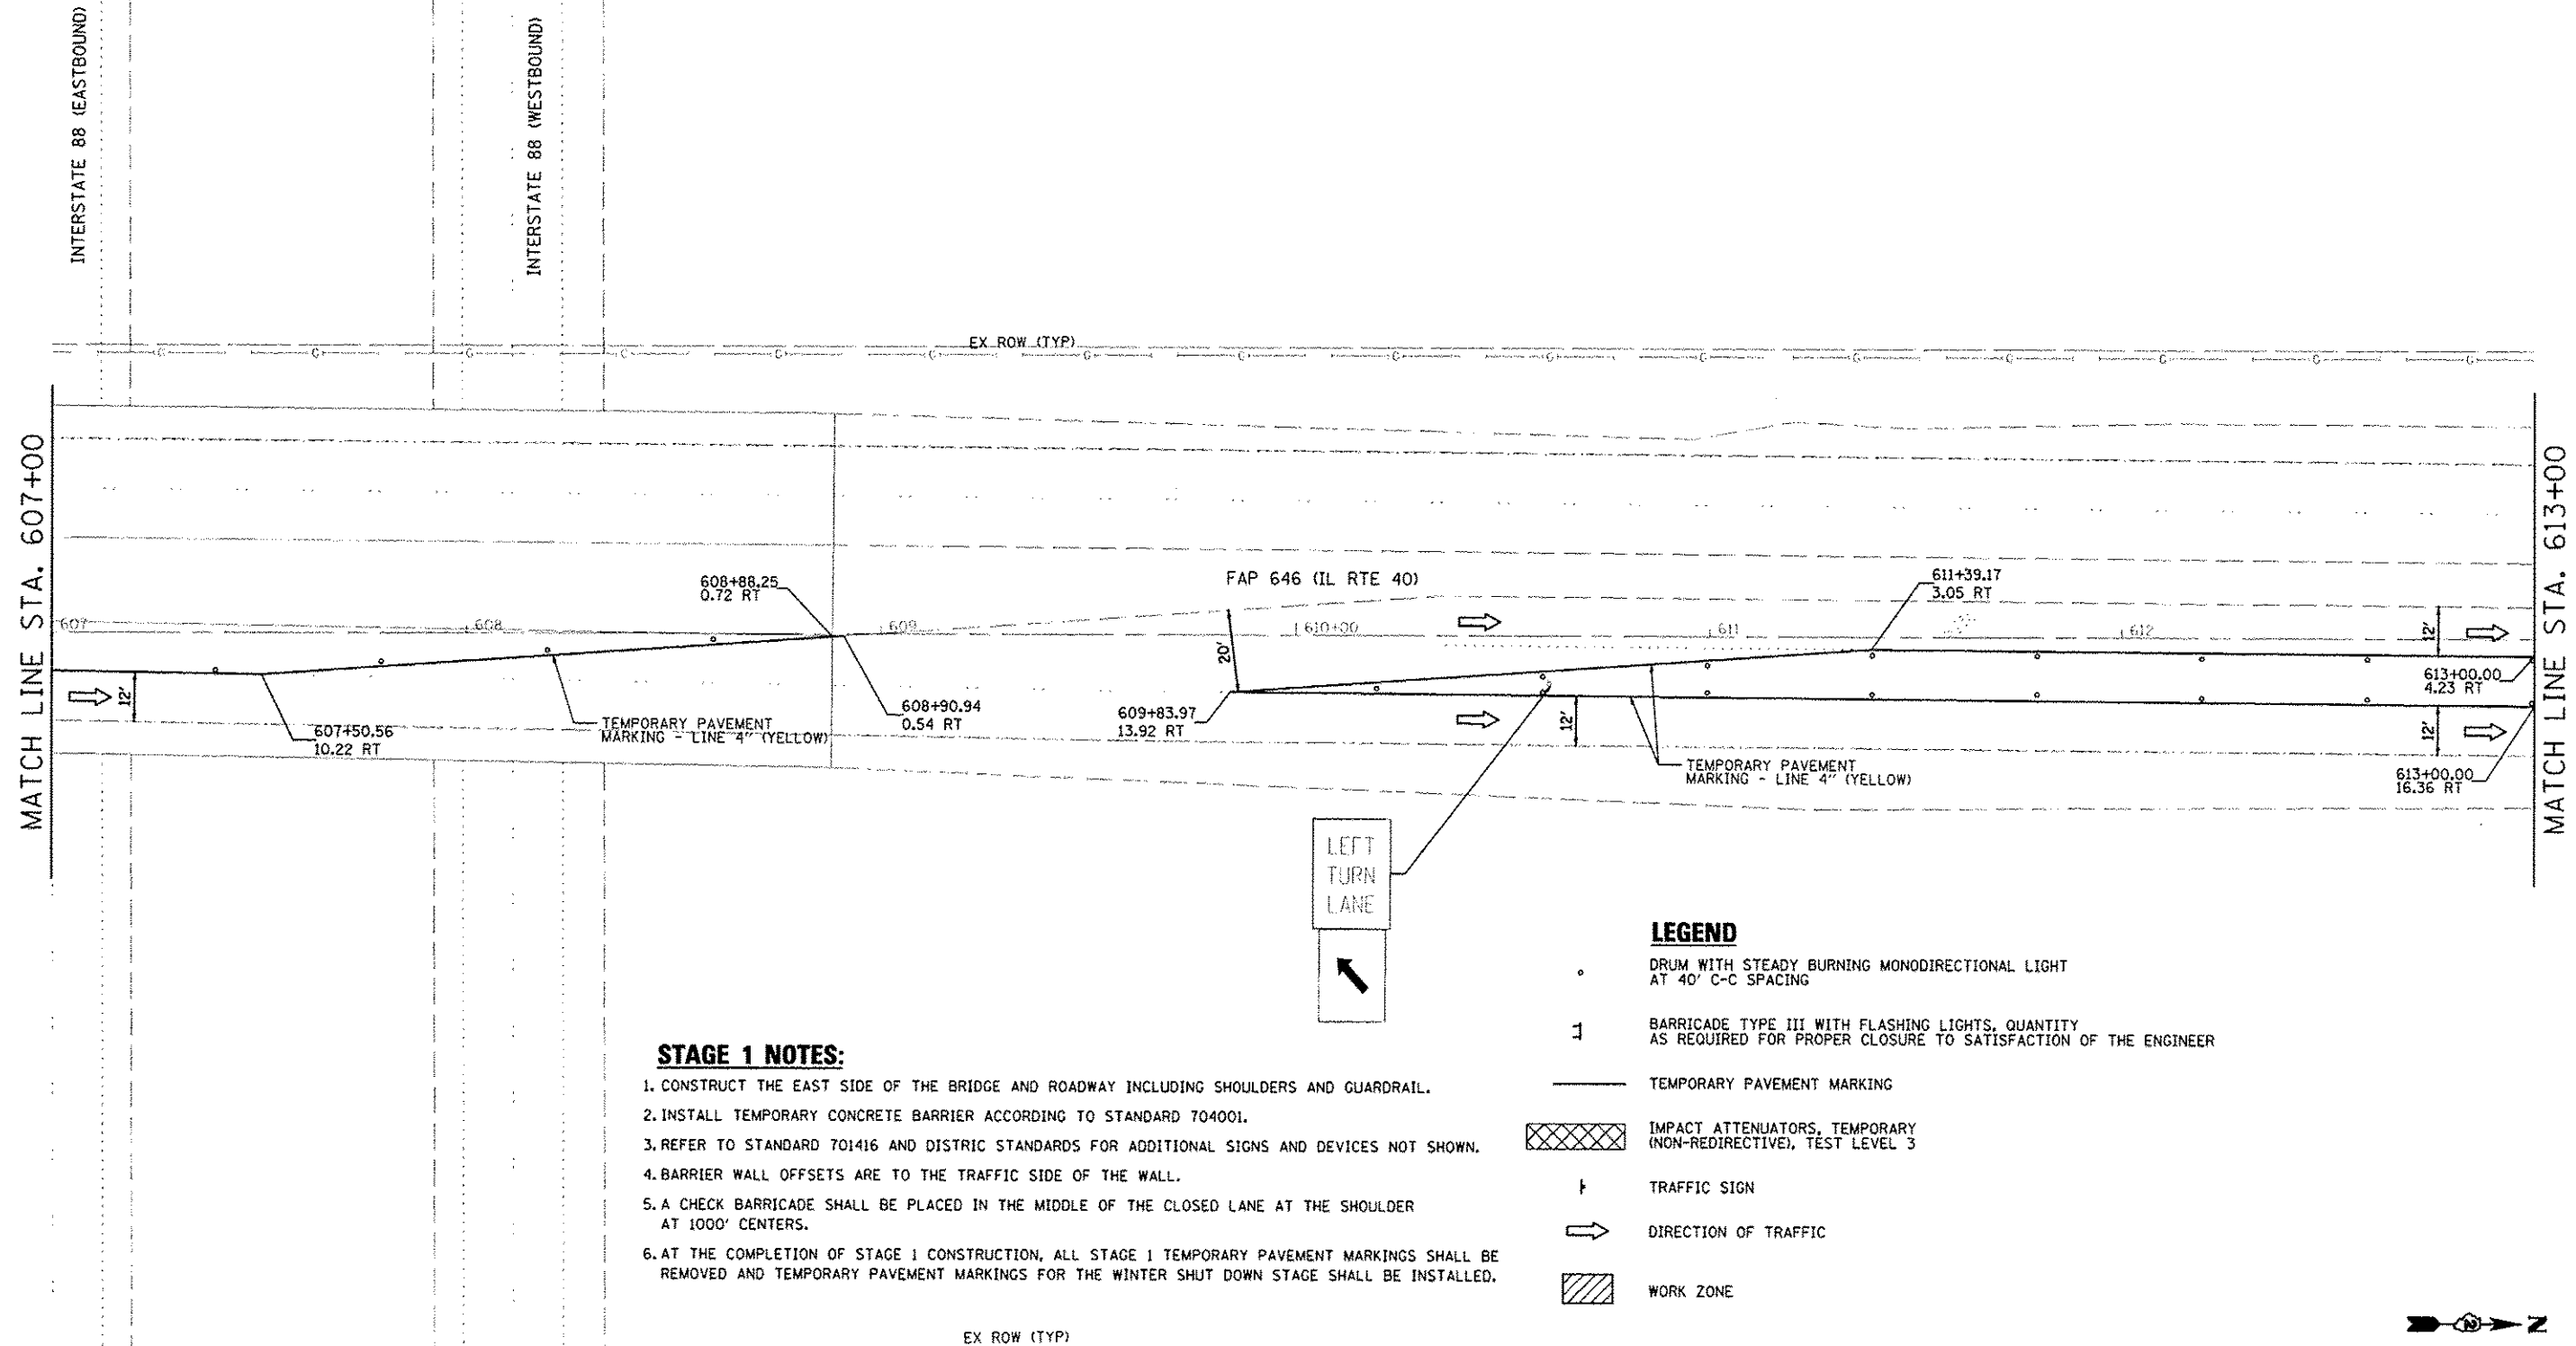 INTERSTATE 88 (EASTBOUND)
INTERSTATE 88 (WESTBOUND)
EX ROW (TYP)
G G G G G G G G G G G G G G G G
MATCH LINE STA. 607+00
MATCH LINE STA. 613+00
607
608
609
610+00
611
612
608+88.25
0.72 RT
FAP 646 (IL RTE 40)
611+39.17
3.05 RT
12'
20'
12'
607+50.56
10.22 RT
TEMPORARY PAVEMENT
MARKING - LINE 4" (YELLOW)
608+90.94
0.54 RT
609+83.97
13.92 RT
12'
613+00.00
4.23 RT
12'
TEMPORARY PAVEMENT
MARKING - LINE 4" (YELLOW)
613+00.00
16.36 RT
LEFT
TURN
LANE
LEGEND
DRUM WITH STEADY BURNING MONODIRECTIONAL LIGHT
AT 40' C-C SPACING
BARRICADE TYPE III WITH FLASHING LIGHTS, QUANTITY
AS REQUIRED FOR PROPER CLOSURE TO SATISFACTION OF THE ENGINEER
TEMPORARY PAVEMENT MARKING
IMPACT ATTENUATORS, TEMPORARY
(NON-REDIRECTIVE), TEST LEVEL 3
TRAFFIC SIGN
DIRECTION OF TRAFFIC
WORK ZONE
STAGE 1 NOTES:
1. CONSTRUCT THE EAST SIDE OF THE BRIDGE AND ROADWAY INCLUDING SHOULDERS AND GUARDRAIL.
2. INSTALL TEMPORARY CONCRETE BARRIER ACCORDING TO STANDARD 704001.
3. REFER TO STANDARD 701416 AND DISTRIC STANDARDS FOR ADDITIONAL SIGNS AND DEVICES NOT SHOWN.
4. BARRIER WALL OFFSETS ARE TO THE TRAFFIC SIDE OF THE WALL.
5. A CHECK BARRICADE SHALL BE PLACED IN THE MIDDLE OF THE CLOSED LANE AT THE SHOULDER
AT 1000' CENTERS.
6. AT THE COMPLETION OF STAGE 1 CONSTRUCTION, ALL STAGE 1 TEMPORARY PAVEMENT MARKINGS SHALL BE
REMOVED AND TEMPORARY PAVEMENT MARKINGS FOR THE WINTER SHUT DOWN STAGE SHALL BE INSTALLED.
EX ROW (TYP)
N